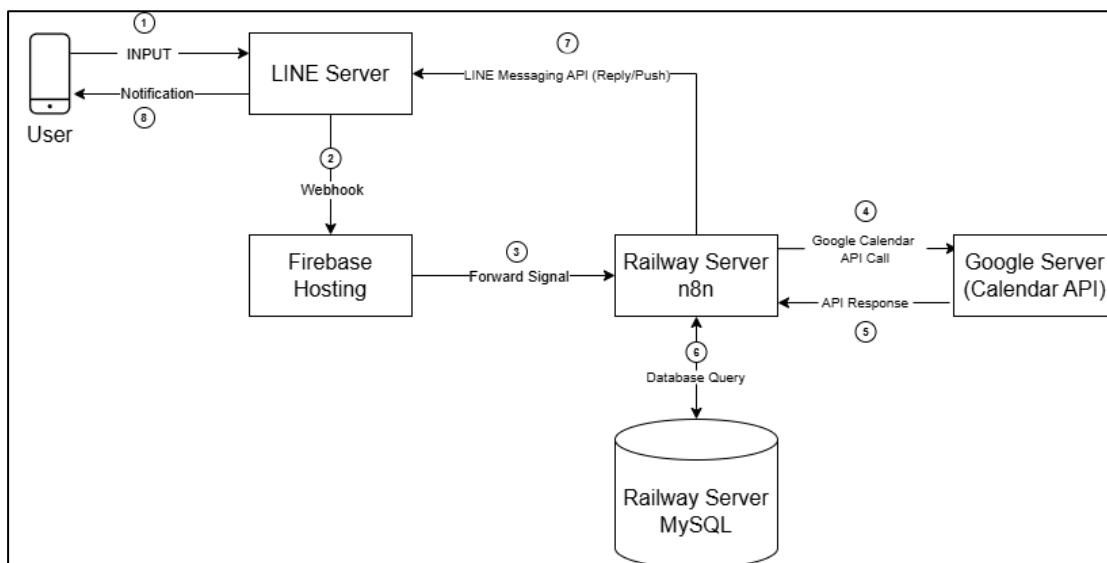 1
INPUT
LINE Server
Notification
8
User
7
LINE Messaging API (Reply/Push)
2
Webhook
Firebase
Hosting
3
Forward Signal
Railway Server
n8n
4
Google Calendar
API Call
Google Server
(Calendar API)
API Response
5
6
Database Query
Railway Server
MySQL